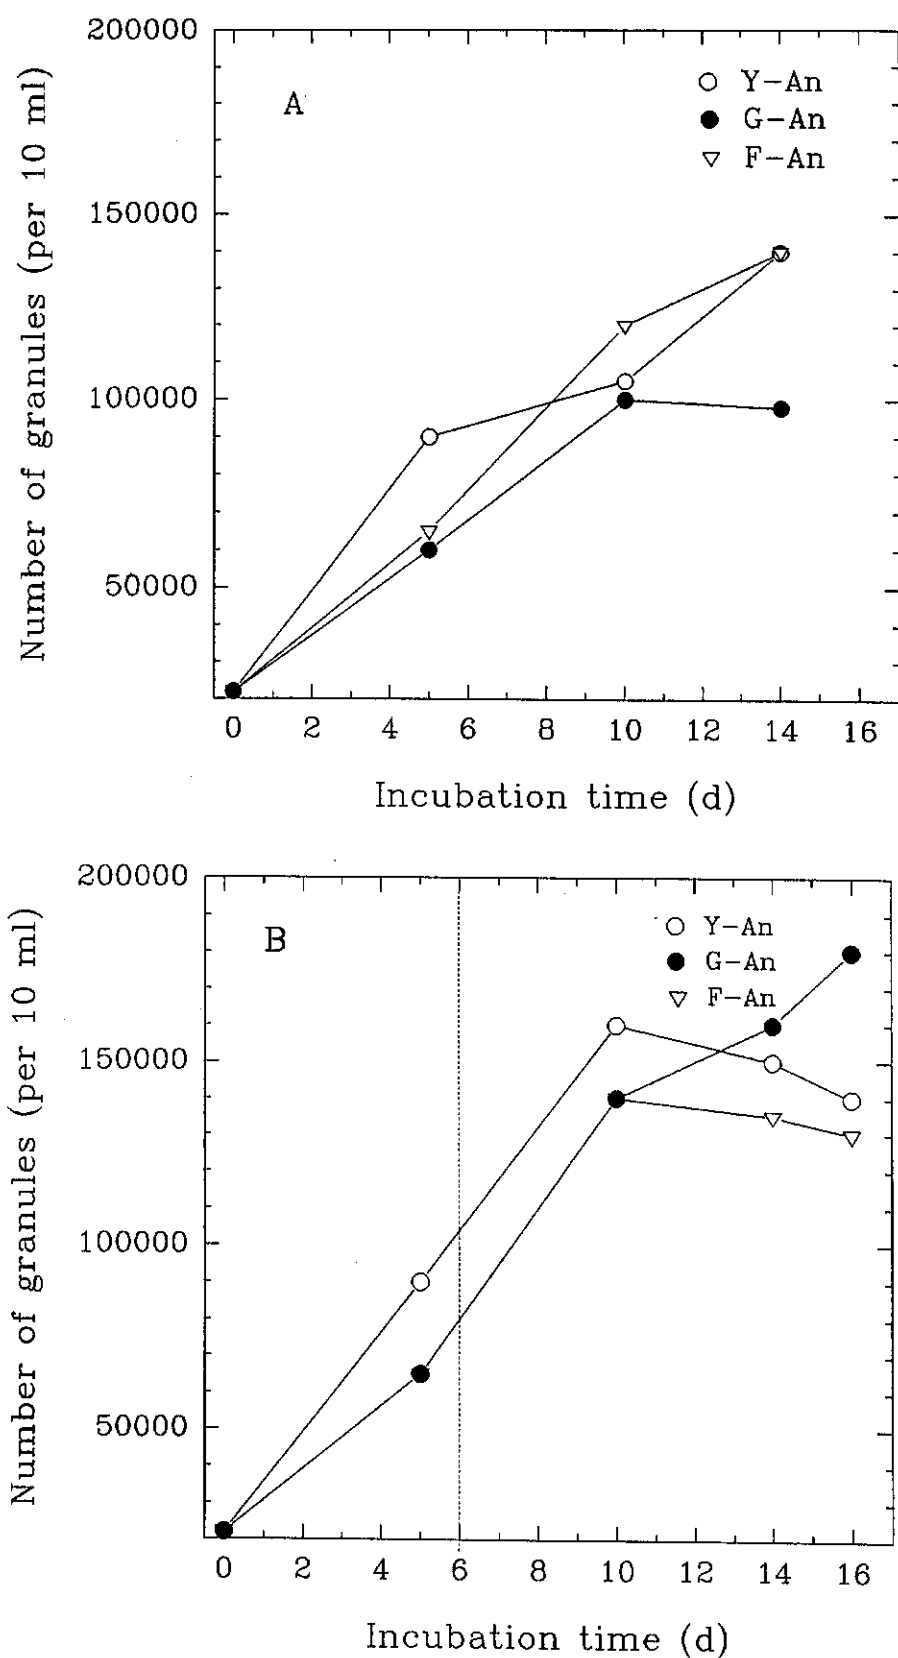 200000
A
Y-An
G-An
F-An
150000
100000
50000
Number of granules (per 10 ml)
0 2 4 6 8 10 12 14 16
Incubation time (d)
200000
B
Y-An
G-An
F-An
150000
100000
50000
Number of granules (per 10 ml)
0 2 4 6 8 10 12 14 16
Incubation time (d)